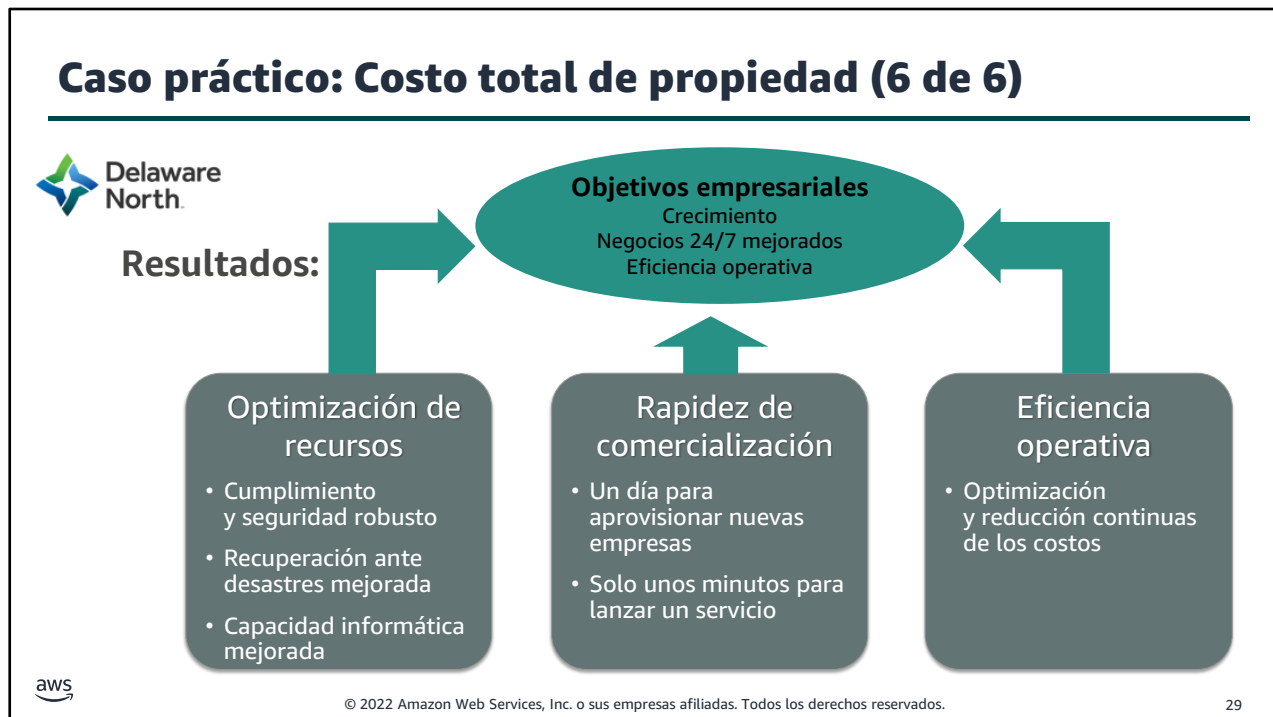 Caso práctico: Costo total de propiedad (6 de 6)
Delaware
North.
Resultados:
Objetivos empresariales
Crecimiento
Negocios 24/7 mejorados
Eficiencia operativa
Optimización de
recursos
• Cumplimiento
y seguridad robusto
• Recuperación ante
desastres mejorada
• Capacidad informática
mejorada
Rapidez de
comercialización
• Un día para
aprovisionar nuevas
empresas
• Solo unos minutos para
lanzar un servicio
Eficiencia
operativa
• Optimización
y reducción continuas
de los costos
aws
© 2022 Amazon Web Services, Inc. o sus empresas afiliadas. Todos los derechos reservados.
29